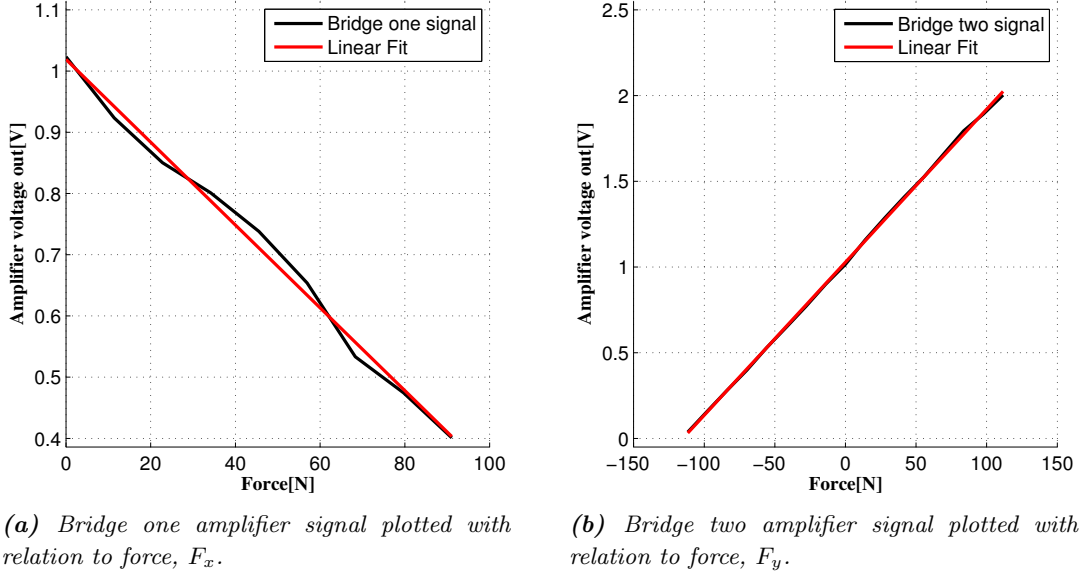 1.1
1
0.9
0.8
0.7
0.6
0.5
0.4
0 20 40 60 80 100
Amplifier voltage out[V]
Force[N]
Bridge one signal
Linear Fit
(a) Bridge one amplifier signal plotted with
relation to force, Fx.
2.5
2
1.5
1
0.5
0
−150 −100 −50 0 50 100 150
Amplifier voltage out[V]
Force[N]
Bridge two signal
Linear Fit
(b) Bridge two amplifier signal plotted with
relation to force, Fy.